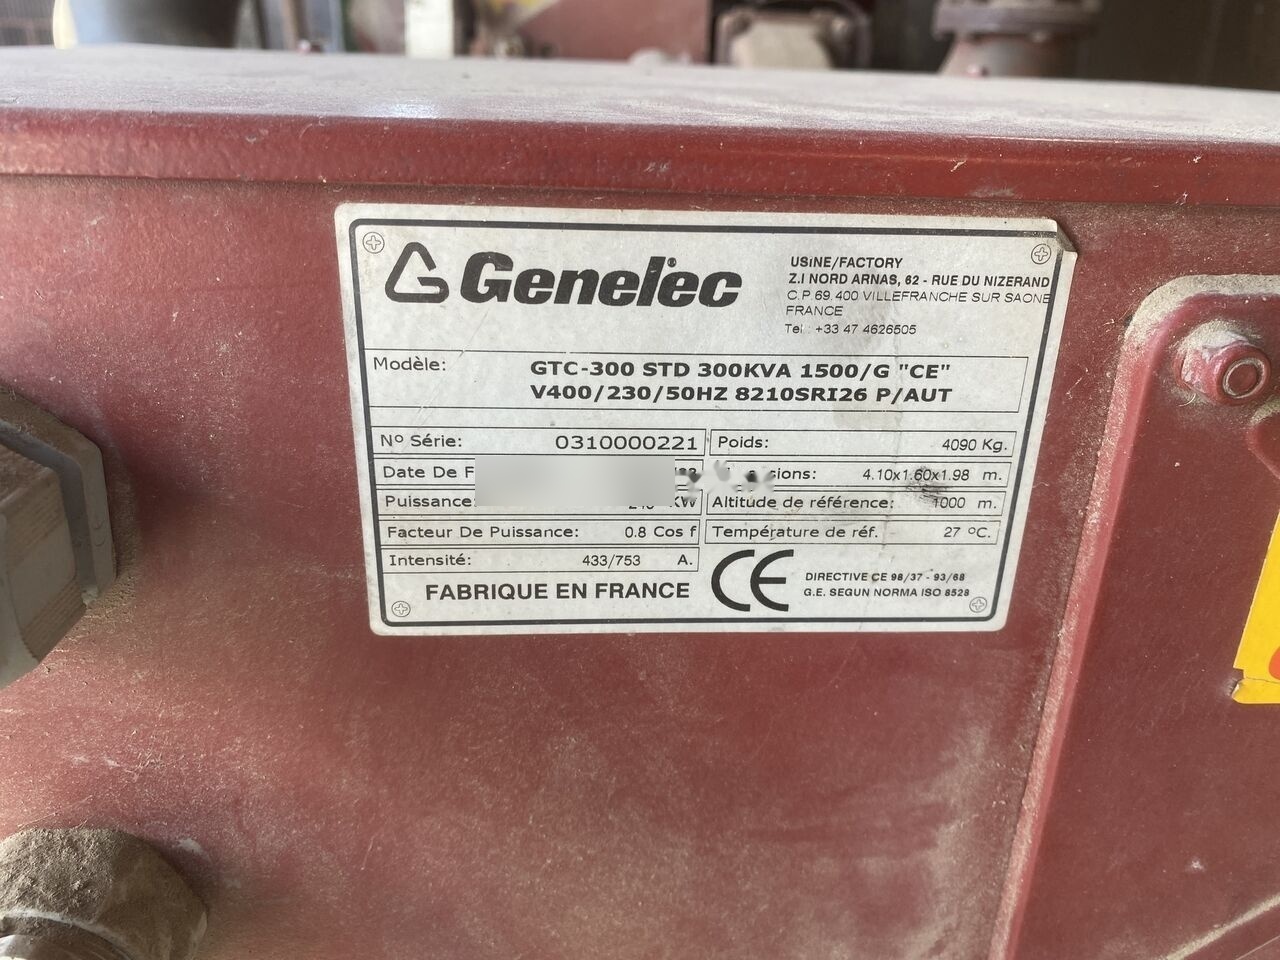 Genelec
USiNE/FACTORY
Z.I NORD ARNAS, 62 - RUE DU NIZERAND
C.P 69.400 VILLEFRANCHE SUR SAONE
FRANCE
Tel : +33 47 4626505
Modèle: GTC-300 STD 300KVA 1500/G "CE"
V400/230/50HZ 8210SRI26 P/AUT
Nº Série: 0310000221 Poids: 4090 Kg.
Date De 4.10x1.60x1.98 m.
Puissance: KW Altitude de référence: 1000 m.
Facteur De Puissance: 0.8 Cos f Température de réf. 27 ºC.
Intensité: 433/753 A.
FABRIQUE EN FRANCE CE DIRECTIVE CE 98/37 - 93/68
G.E. SEGUN NORMA ISO 8528